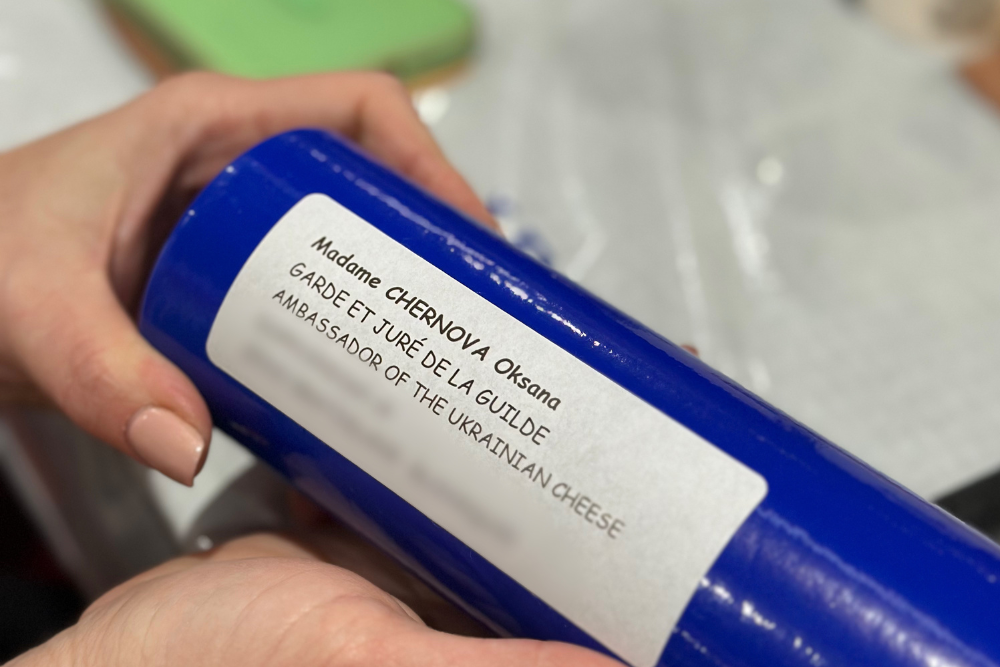 Madame CHERNOVA Oksana
GARDE ET JURÉ DE LA GUILDE
AMBASSADOR OF THE UKRAINIAN CHEESE